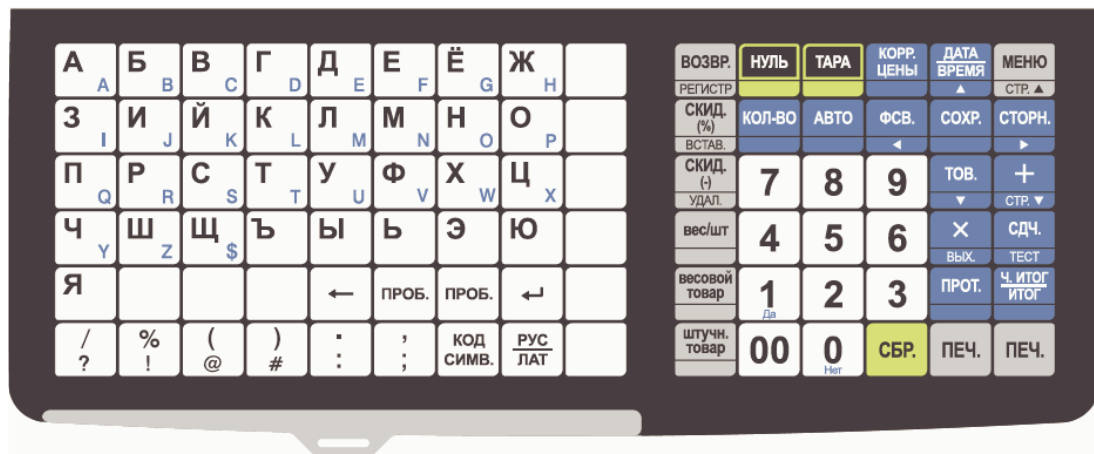 А A Б B В C Г D Д E Е F Ё G Ж H
З I И J Й K К L Л M М N Н O О P
П Q Р R С S Т T У U Ф V Х W Ц X
Ч Y Ш Z Щ $ Ъ Ы Ь Э Ю
Я ← ПРОБ. ПРОБ. ↵
/ ? % ! ( @ ) # . : , ; КОД СИМВ. РУС ЛАТ
ВОЗВР. РЕГИСТР НУЛЬ ТАРА КОРР. ЦЕНЫ ДАТА ВРЕМЯ ▲ МЕНЮ СТР. ▲
СКИД. (%) ВСТАВ. КОЛ-ВО АВТО ФСВ. ◄ СОХР. СТОРН. ►
СКИД. (-) УДАЛ. 7 8 9 ТОВ. ▼ + СТР. ▼
вес/шт 4 5 6 × ВЫХ. СДЧ. ТЕСТ
весовой товар 1 Да 2 3 ПРОТ. Ч. ИТОГ ИТОГ
штучн. товар 00 0 Нет СБР. ПЕЧ. ПЕЧ.